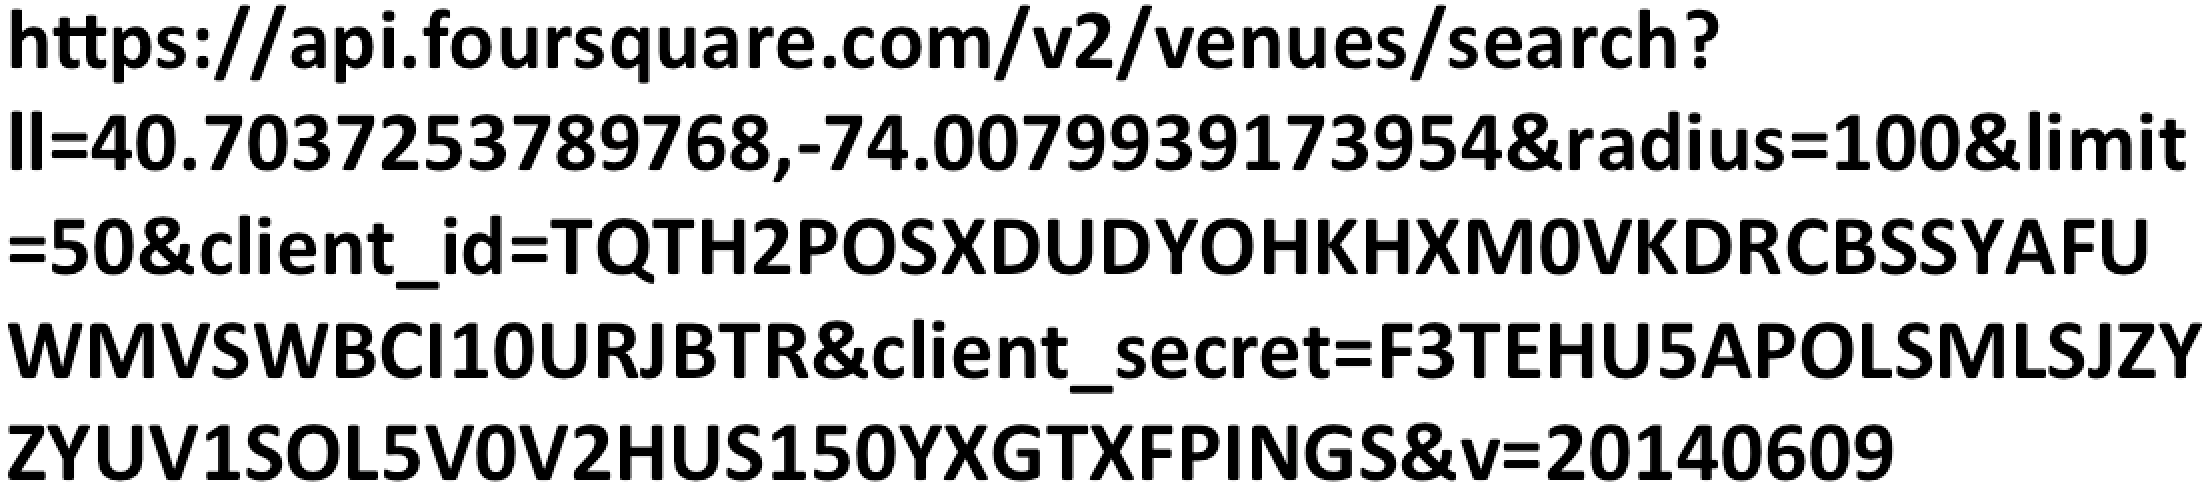 https://api.foursquare.com/v2/venues/search?
ll=40.7037253789768,-74.0079939173954&radius=100&limit
=50&client_id=TQTH2POSXDUDYOHKHXM0VKDRCBSSYAFU
WMVSWBCI10URJBTR&client_secret=F3TEHU5APOLSMLSJZY
ZYUV1SOL5V0V2HUS150YXGTXFPINGS&v=20140609